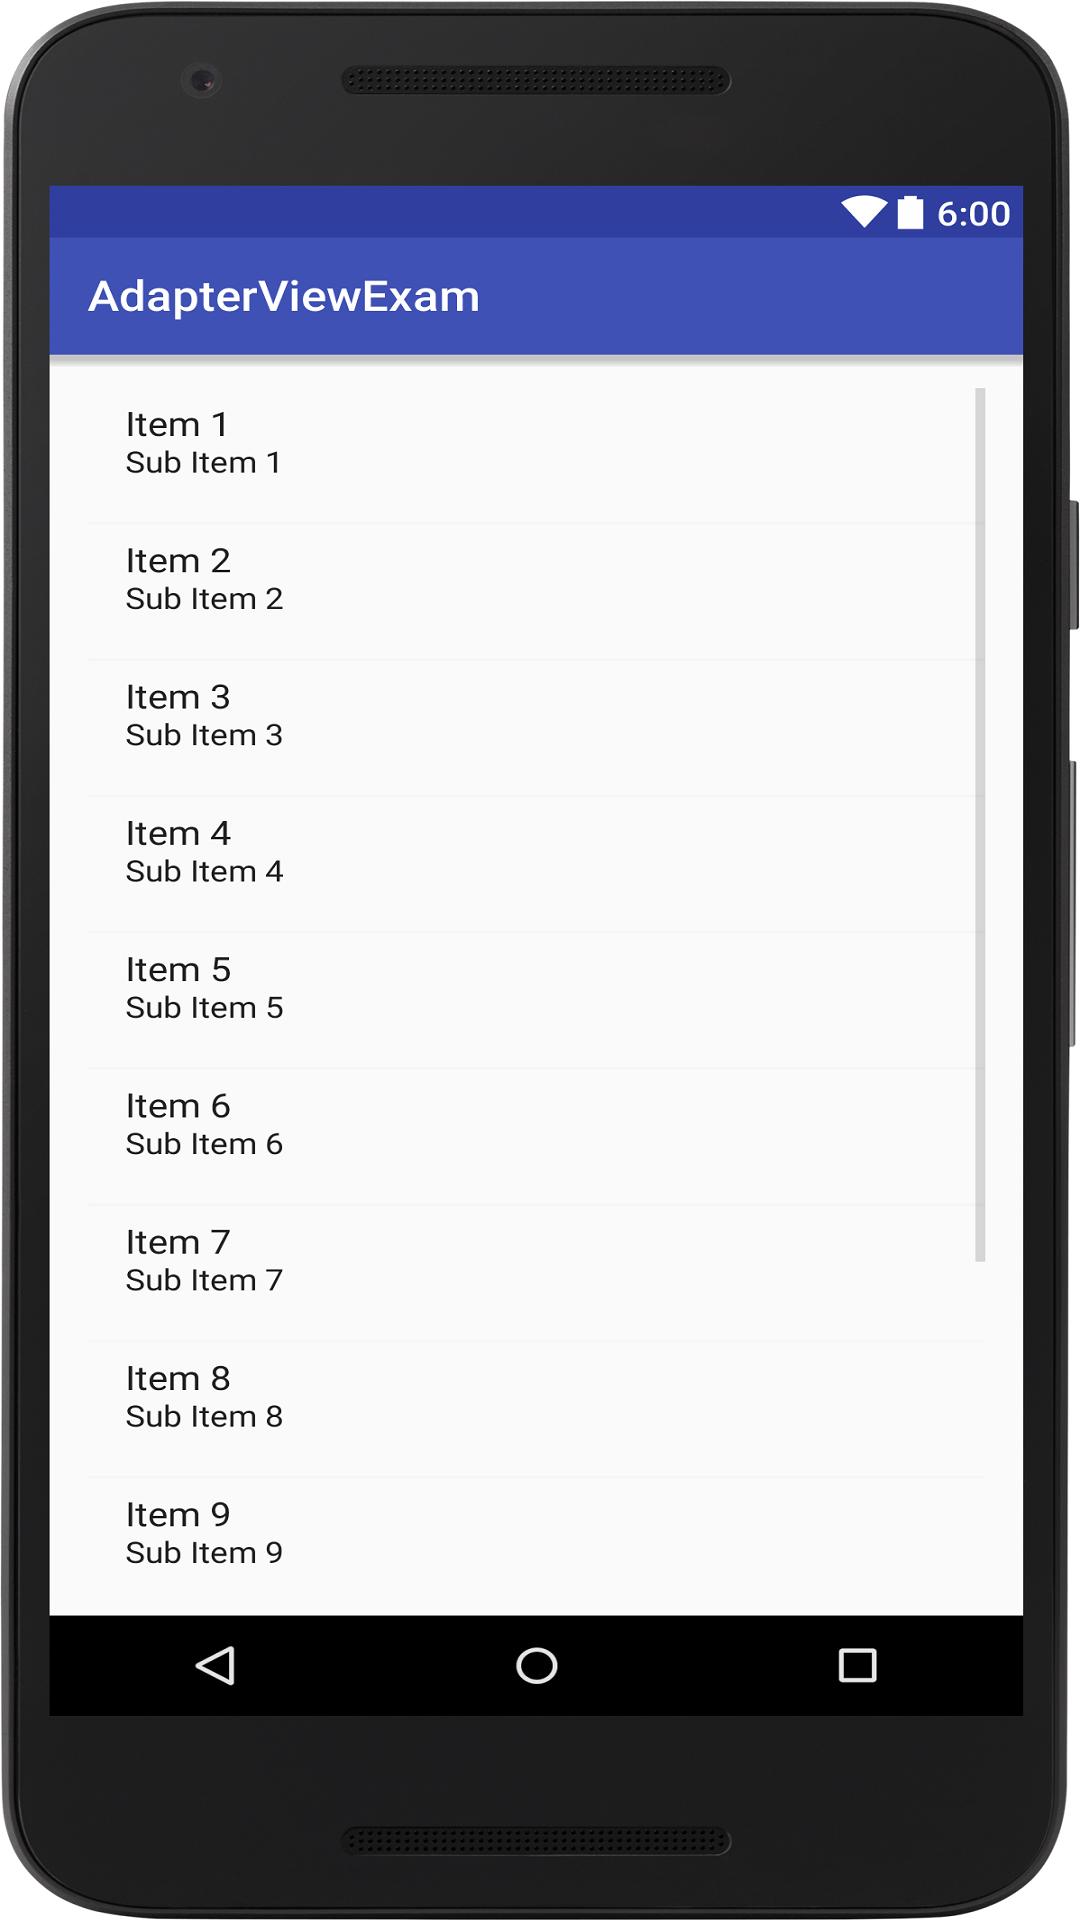 6:00
AdapterViewExam
Item 1
Sub Item 1
Item 2
Sub Item 2
Item 3
Sub Item 3
Item 4
Sub Item 4
Item 5
Sub Item 5
Item 6
Sub Item 6
Item 7
Sub Item 7
Item 8
Sub Item 8
Item 9
Sub Item 9